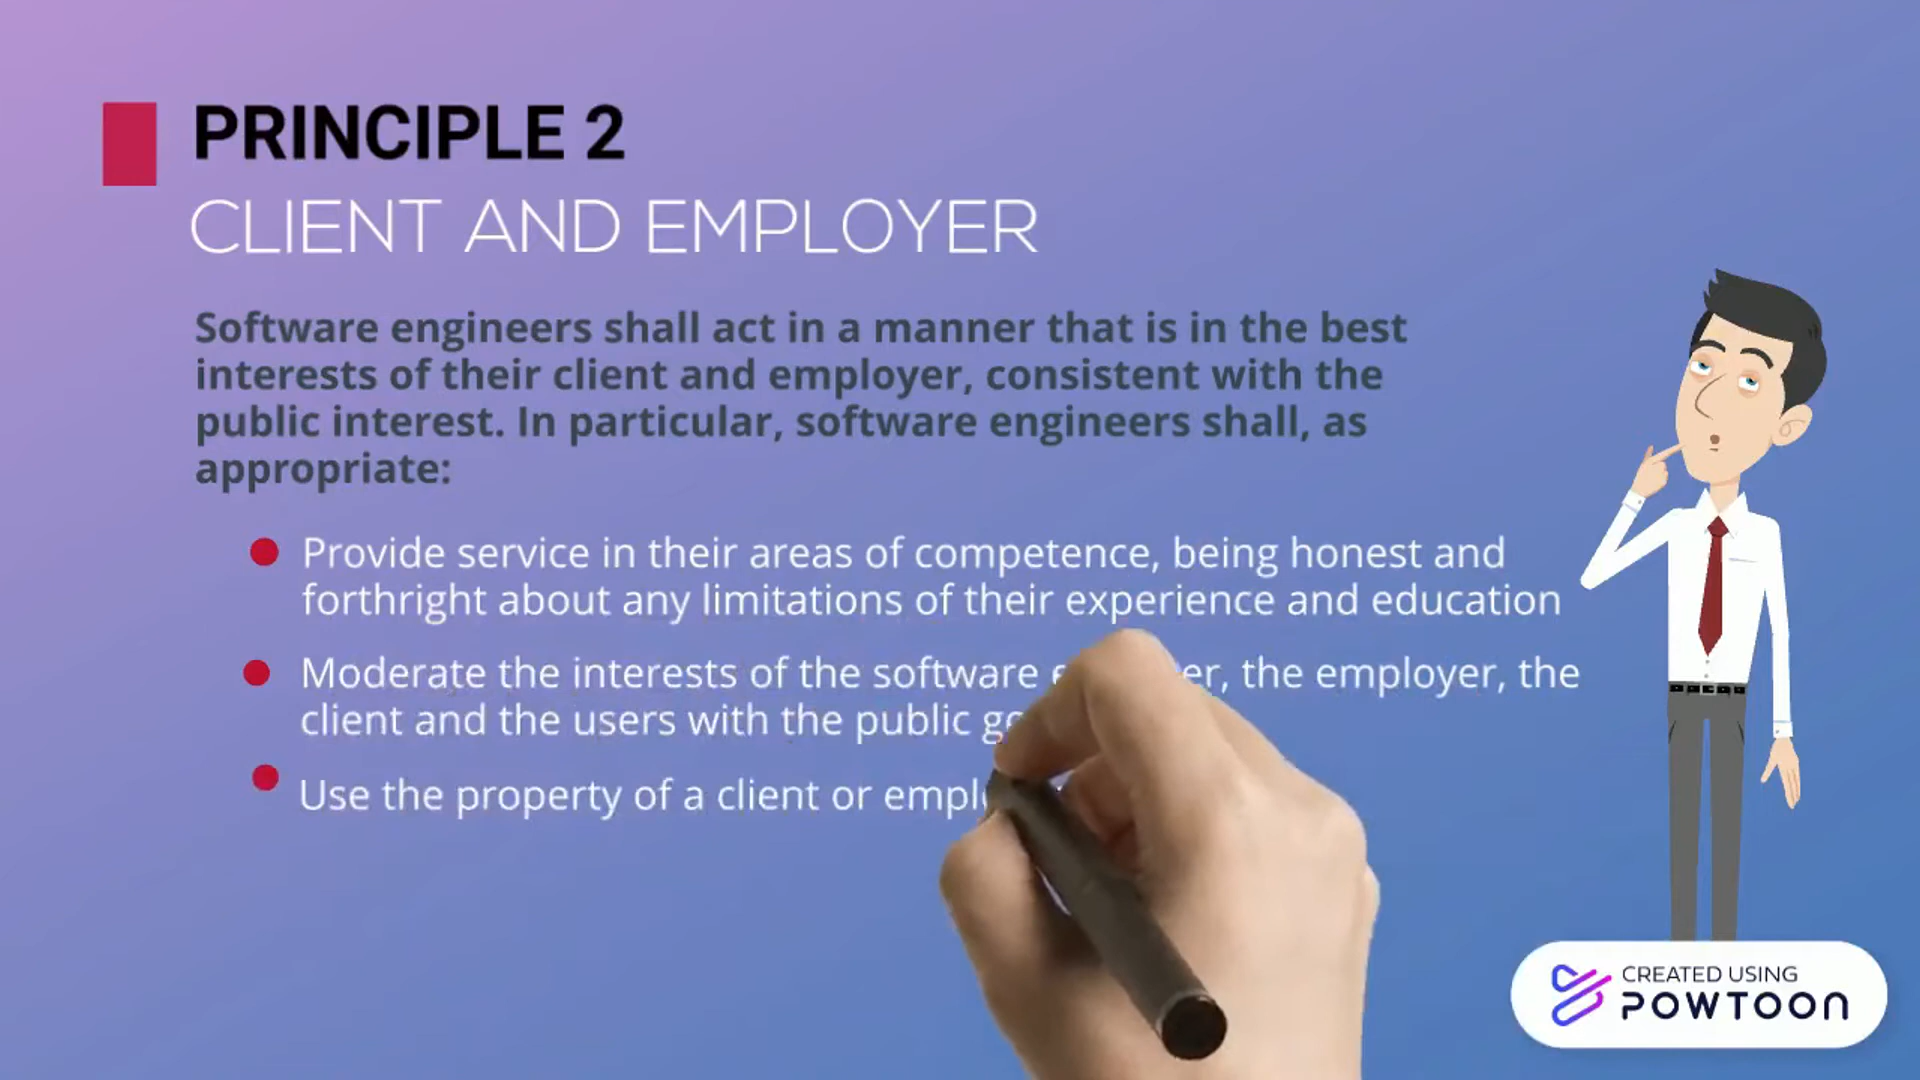 PRINCIPLE 2
CLIENT AND EMPLOYER
Software engineers shall act in a manner that is in the best
interests of their client and employer, consistent with the
public interest. In particular, software engineers shall, as
appropriate:
Provide service in their areas of competence, being honest and
forthright about any limitations of their experience and education
Moderate the interests of the software the employer, the
client and the users with the public
Use the property of a client or
CREATED USING
POWTOON